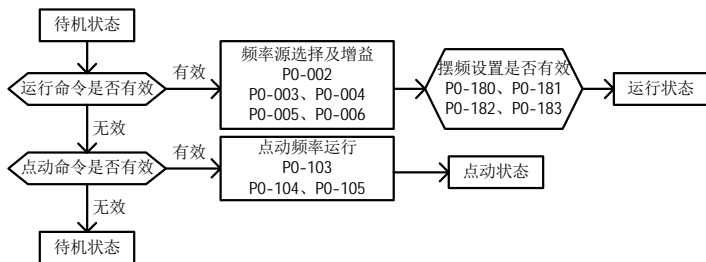 待机状态
运行命令是否有效
有效
频率源选择及增益
P0-002
P0-003、P0-004
P0-005、P0-006
摆频设置是否有效
P0-180、P0-181
P0-182、P0-183
运行状态
无效
点动命令是否有效
有效
点动频率运行
P0-103
P0-104、P0-105
点动状态
无效
待机状态